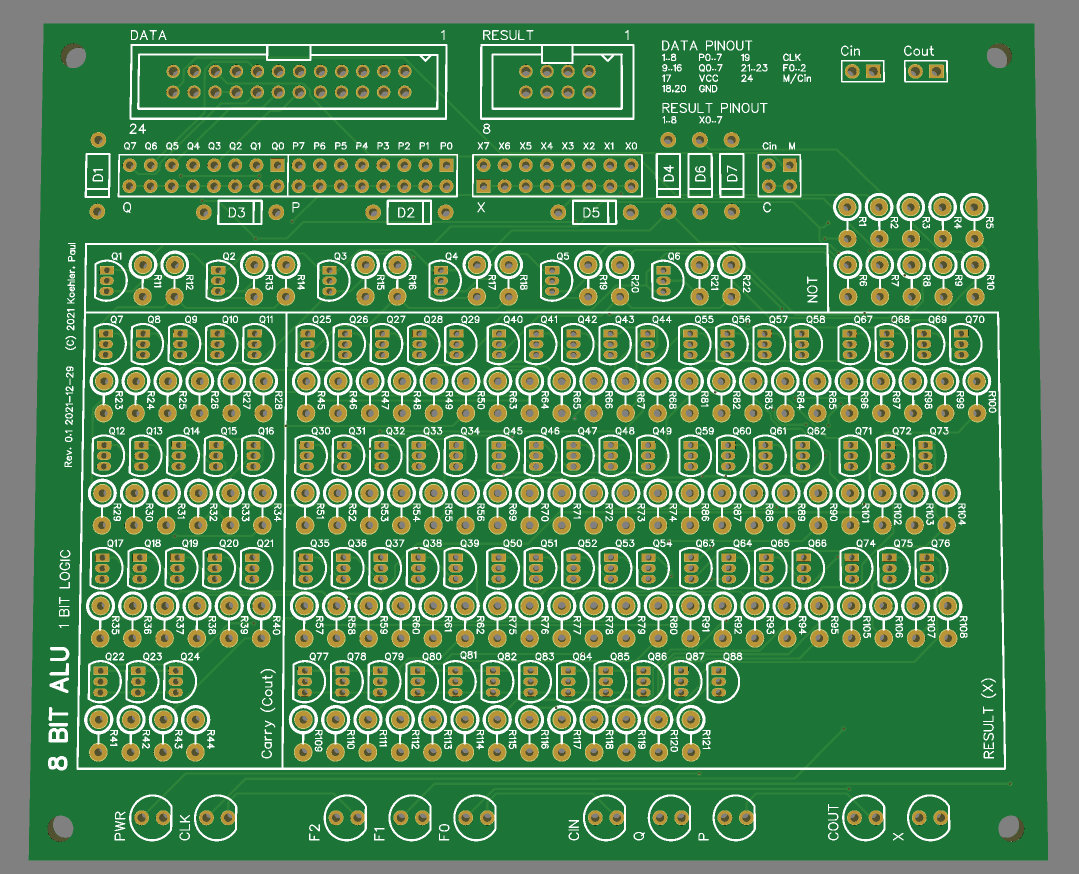 DATA 1 RESULT 1
DATA PINOUT
1-8 P0..7 19 CLK
9-16 Q0..7 21..23 F0..2
17 VCC 24 M/Cin
18,20 GND
RESULT PINOUT
1-8 X0..7
Cin Cout
24 8
Q7 Q6 Q5 Q4 Q3 Q2 Q1 Q0 P7 P6 P5 P4 P3 P2 P1 P0 X7 X6 X5 X4 X3 X2 X1 X0 Cin M
D1 D4 D6 D7
Q D3 P D2 X D5 C
R1 R2 R3 R4 R5
Q1 Q2 Q3 Q4 Q5 Q6
R11 R12 R13 R14 R15 R16 R17 R18 R19 R20 R21 R22 NOT R6 R7 R8 R9 R10
Q7 Q8 Q9 Q10 Q11 Q25 Q26 Q27 Q28 Q29 Q40 Q41 Q42 Q43 Q44 Q55 Q56 Q57 Q58 Q67 Q68 Q69 Q70
R23 R24 R25 R26 R27 R28 R45 R46 R47 R48 R49 R50 R63 R64 R65 R66 R67 R68 R81 R82 R83 R84 R85 R96 R97 R98 R99 R100
Q12 Q13 Q14 Q15 Q16 Q30 Q31 Q32 Q33 Q34 Q45 Q46 Q47 Q48 Q49 Q59 Q60 Q61 Q62 Q71 Q72 Q73
R29 R30 R31 R32 R33 R34 R51 R52 R53 R54 R55 R56 R69 R70 R71 R72 R73 R74 R86 R87 R88 R89 R90 R101 R102 R103 R104
Q17 Q18 Q19 Q20 Q21 Q35 Q36 Q37 Q38 Q39 Q50 Q51 Q52 Q53 Q54 Q63 Q64 Q65 Q66 Q74 Q75 Q76
R35 R36 R37 R38 R39 R40 R57 R58 R59 R60 R61 R62 R75 R76 R77 R78 R79 R80 R91 R92 R93 R94 R95 R105 R106 R107 R108
Q22 Q23 Q24 Q77 Q78 Q79 Q80 Q81 Q82 Q83 Q84 Q85 Q86 Q87 Q88
R41 R42 R43 R44 R109 R110 R111 R112 R113 R114 R115 R116 R117 R118 R119 R120 R121
Carry (Cout)
RESULT (X)
8 BIT ALU 1 BIT LOGIC
Rev. 0.1 2021-12-29 (C) 2021 Koehler, Paul
PWR CLK F2 F1 F0 CIN Q P COUT X